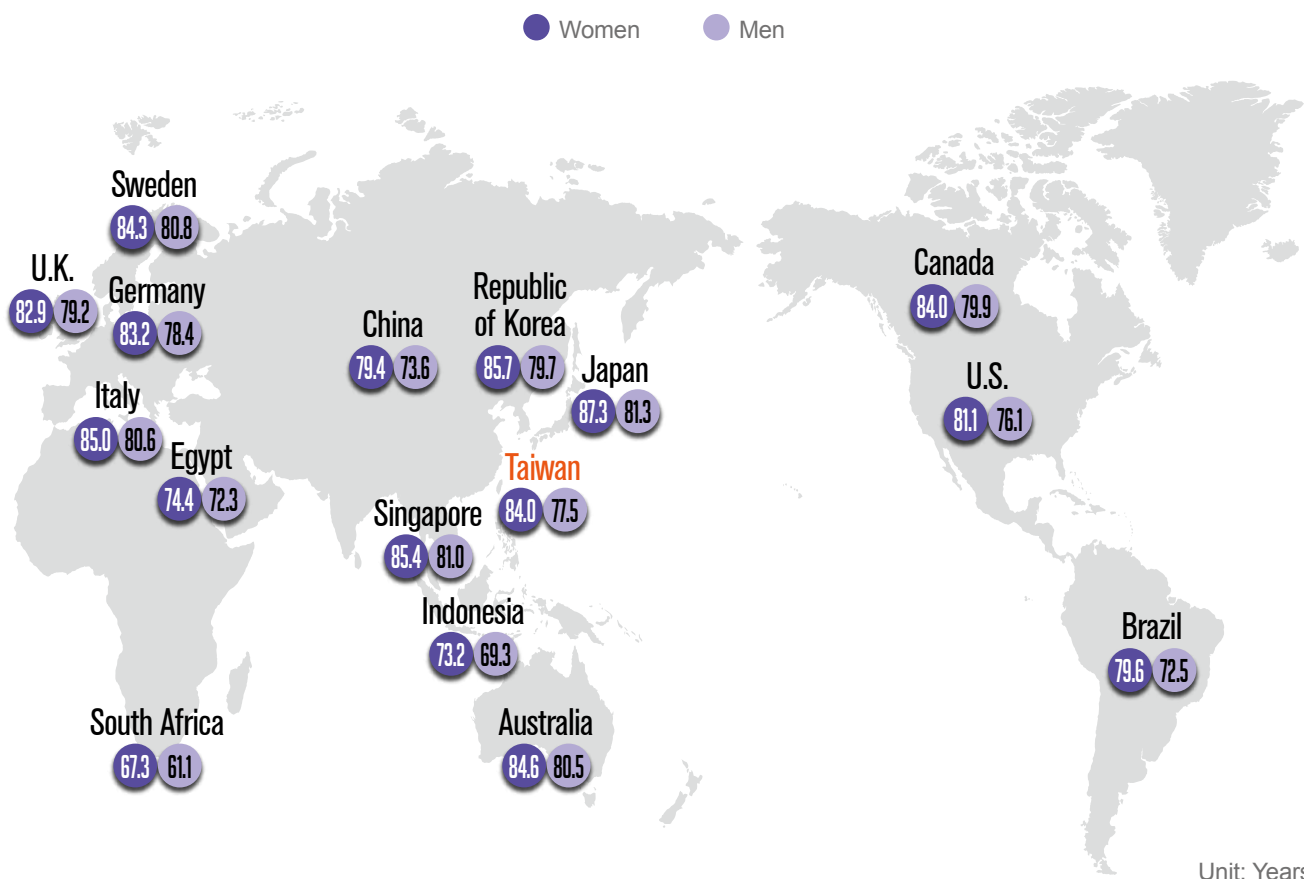 Women Men
Sweden
84.3 80.8
U.K.
82.9 79.2
Germany
83.2 78.4
Italy
85.0 80.6
Egypt
74.4 72.3
South Africa
67.3 61.1
China
79.4 73.6
Republic
of Korea
85.7 79.7
Japan
87.3 81.3
Taiwan
84.0 77.5
Singapore
85.4 81.0
Indonesia
73.2 69.3
Australia
84.6 80.5
Canada
84.0 79.9
U.S.
81.1 76.1
Brazil
79.6 72.5
Unit: Years